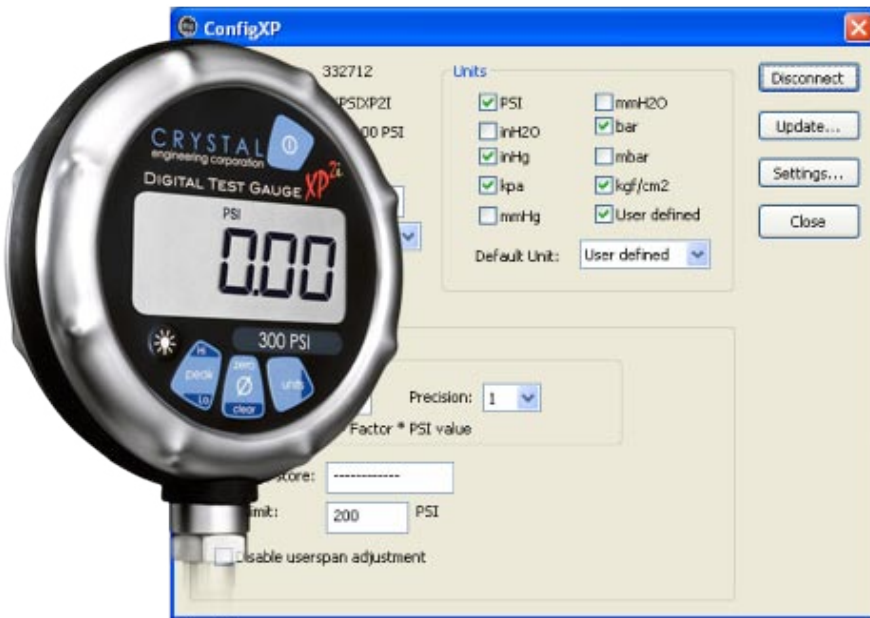 ConfigXP
332712
PSIXP2I
00 PSI
Units
PSI
mmH2O
inH2O
bar
inHg
mbar
kpa
kgf/cm2
mmHg
User defined
Default Unit: User defined
Disconnect
Update...
Settings...
Close
CRYSTAL
engineering corporation
DIGITAL TEST GAUGE XP2i
PSI
0.00
300 PSI
Hi
peak
Lo
zero
Ø
clear
units
Precision: 1
Factor * PSI value
score: ------------
imit: 200 PSI
Disable userspan adjustment